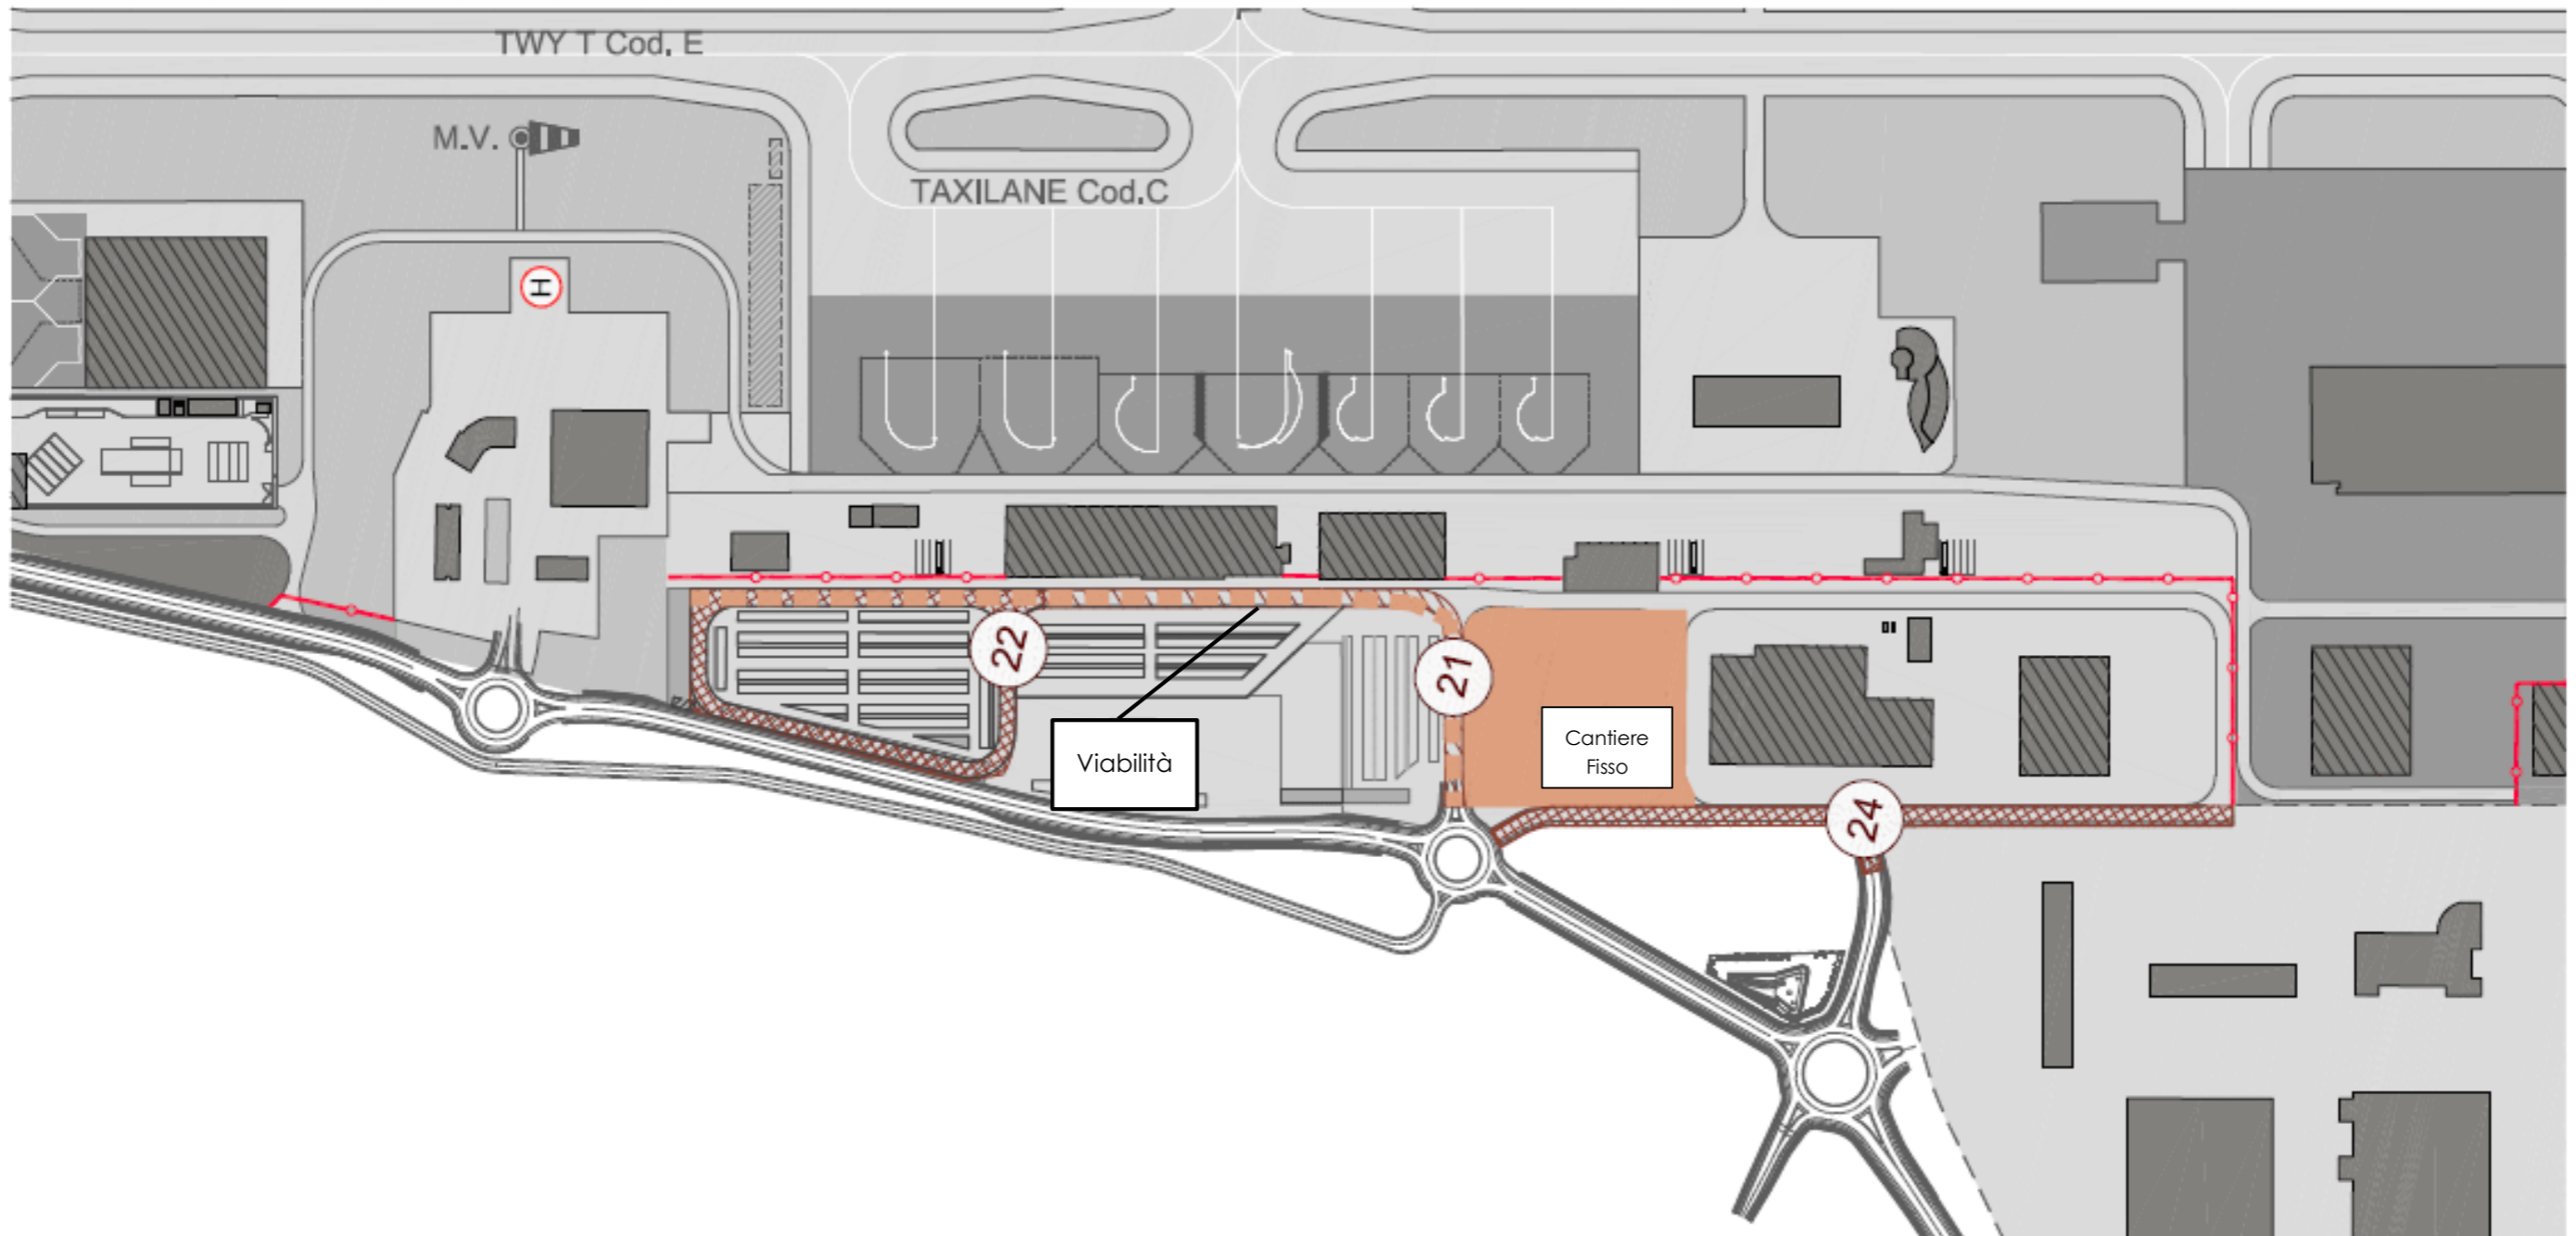 TWY T Cod. E
M.V.
TAXILANE Cod.C
H
22
21
Viabilità
Cantiere
Fisso
24